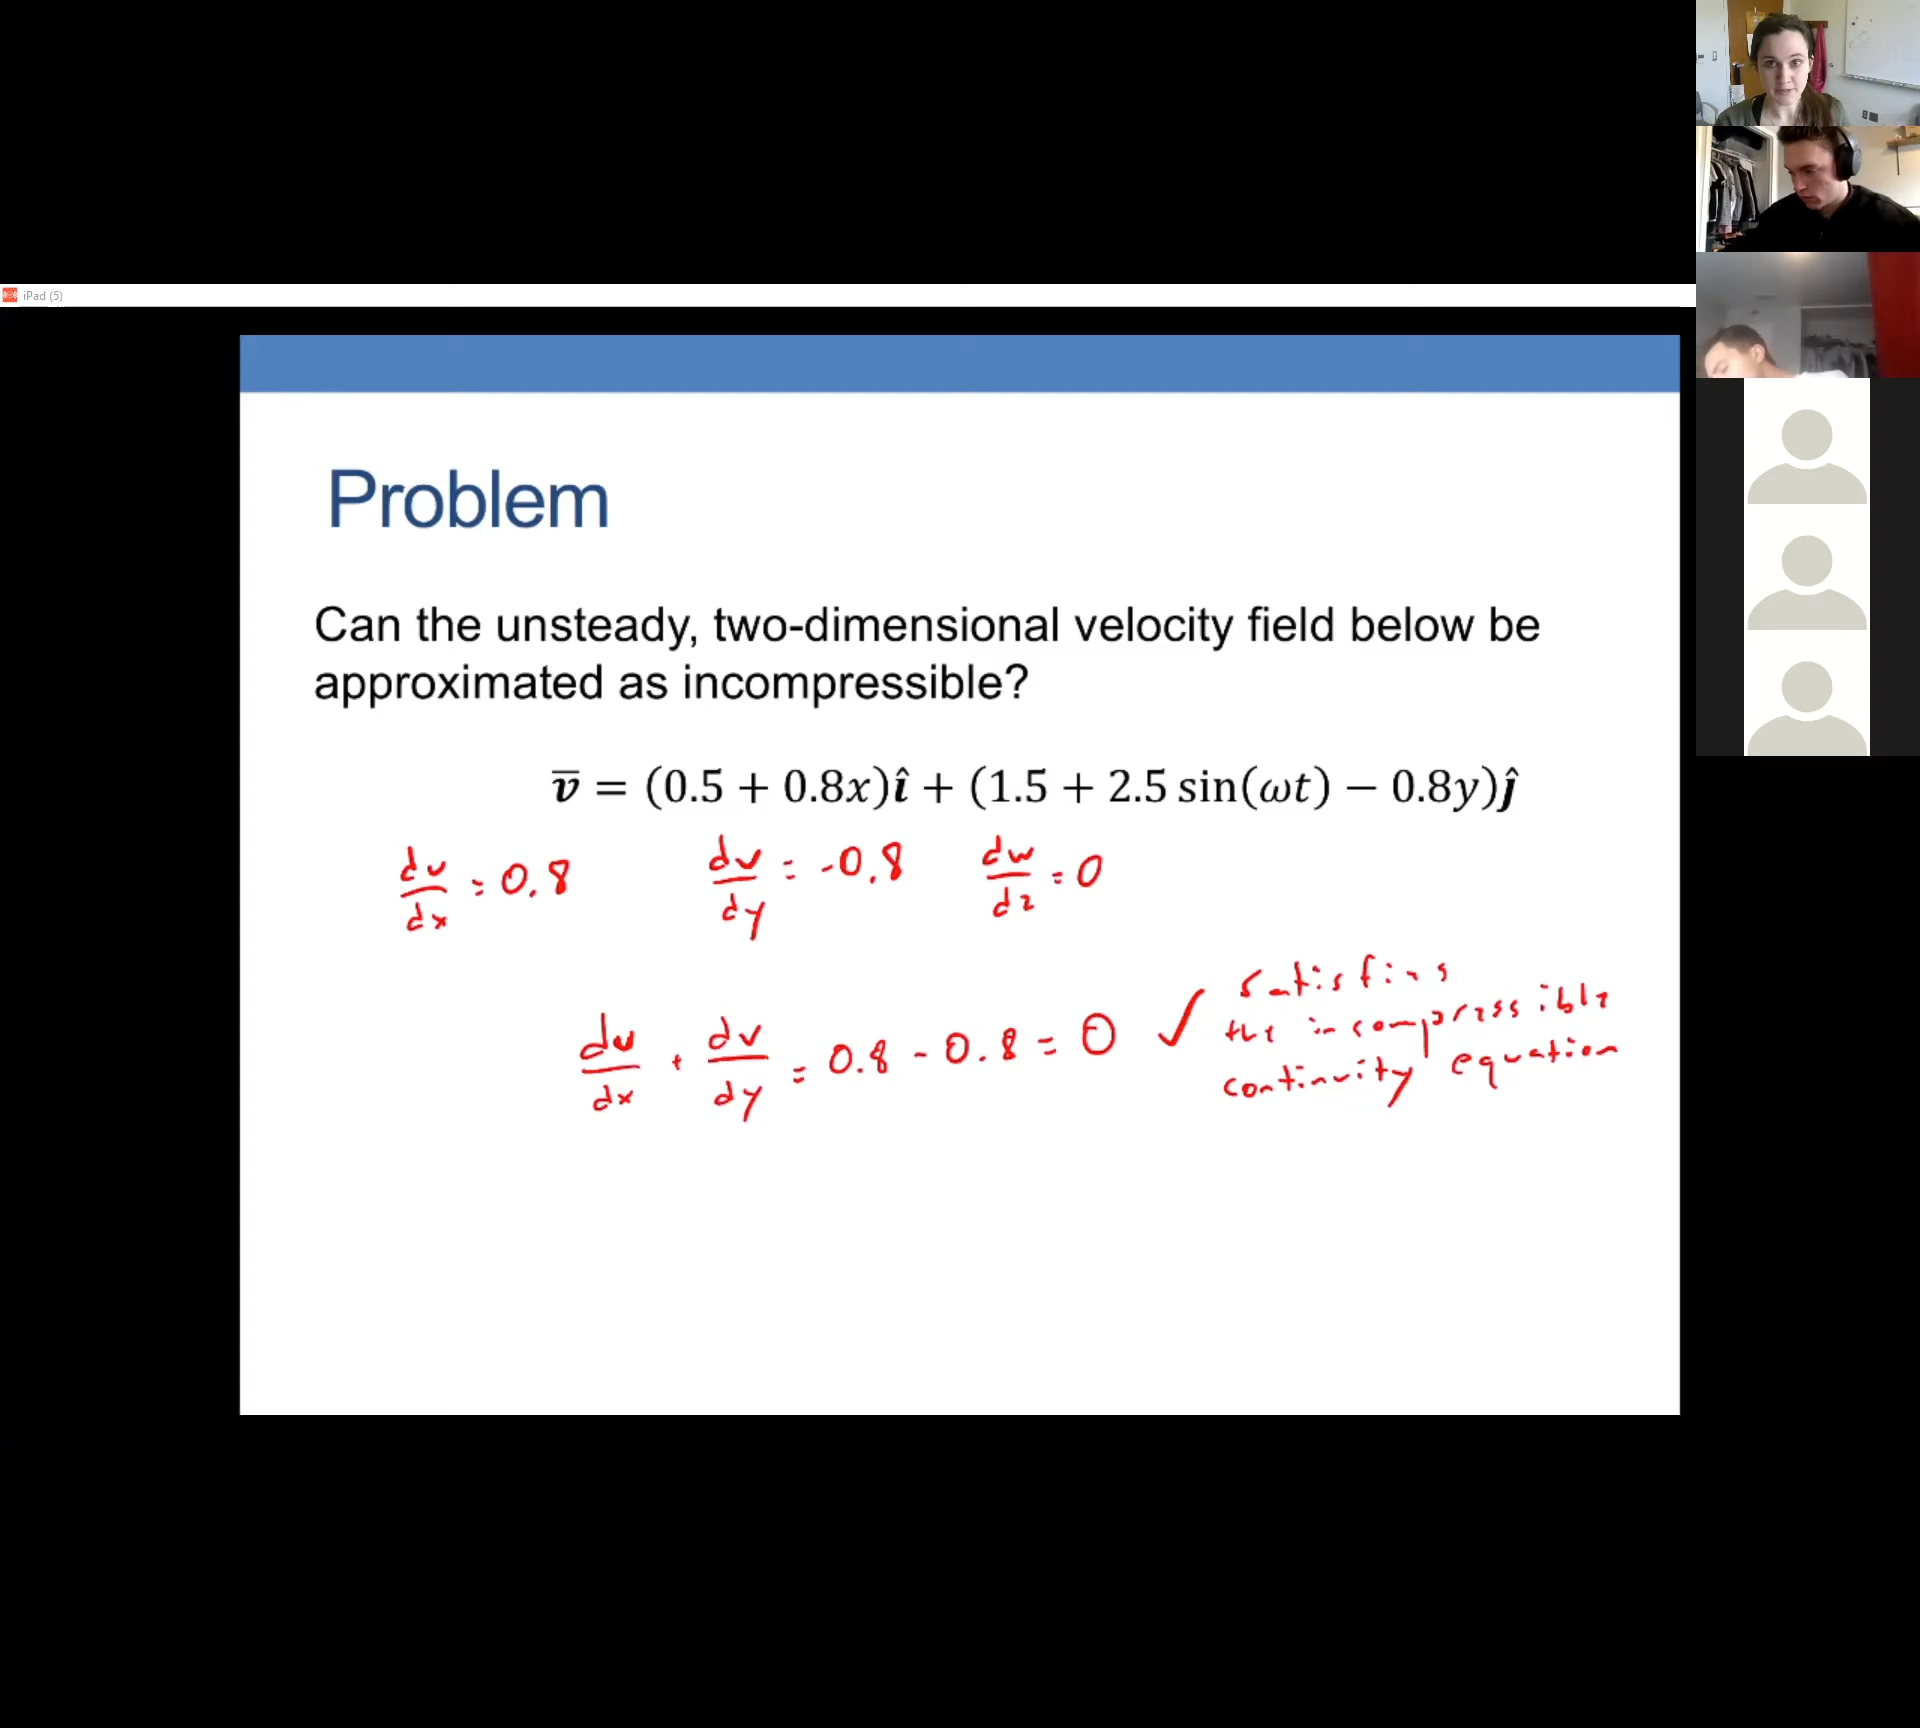 iPad (5)
Problem
Can the unsteady, two-dimensional velocity field below be
approximated as incompressible?
v̅ = (0.5 + 0.8x)î + (1.5 + 2.5 sin(ωt) − 0.8y)ĵ
du/dx = 0.8 dv/dy = -0.8 dw/dz = 0
du/dx + dv/dy = 0.8 - 0.8 = 0 ✓
satisfies
the incompressible
continuity equation